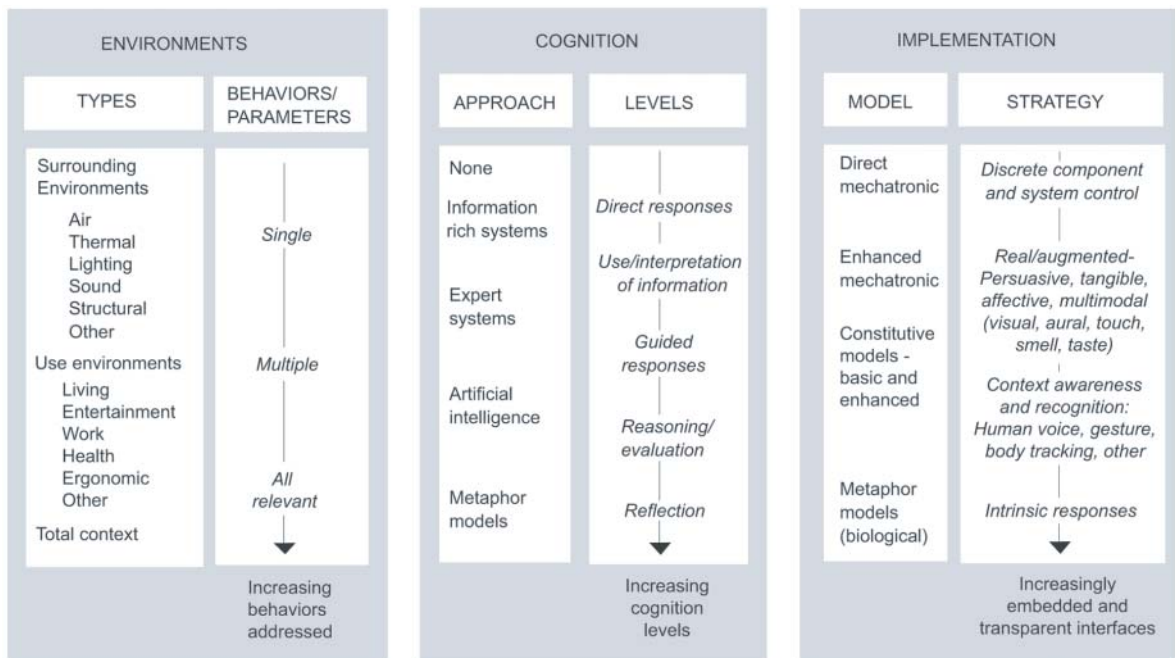 ENVIRONMENTS
TYPES
BEHAVIORS/
PARAMETERS
Surrounding
Environments
Air
Thermal
Lighting
Sound
Structural
Other
Use environments
Living
Entertainment
Work
Health
Ergonomic
Other
Total context
Single
Multiple
All
relevant
Increasing
behaviors
addressed
COGNITION
APPROACH
LEVELS
None
Information
rich systems
Expert
systems
Artificial
intelligence
Metaphor
models
Direct responses
Use/interpretation
of information
Guided
responses
Reasoning/
evaluation
Reflection
Increasing
cognition
levels
IMPLEMENTATION
MODEL
STRATEGY
Direct
mechatronic
Enhanced
mechatronic
Constitutive
models -
basic and
enhanced
Metaphor
models
(biological)
Discrete component
and system control
Real/augmented-
Persuasive, tangible,
affective, multimodal
(visual, aural, touch,
smell, taste)
Context awareness
and recognition:
Human voice, gesture,
body tracking, other
Intrinsic responses
Increasingly
embedded and
transparent interfaces